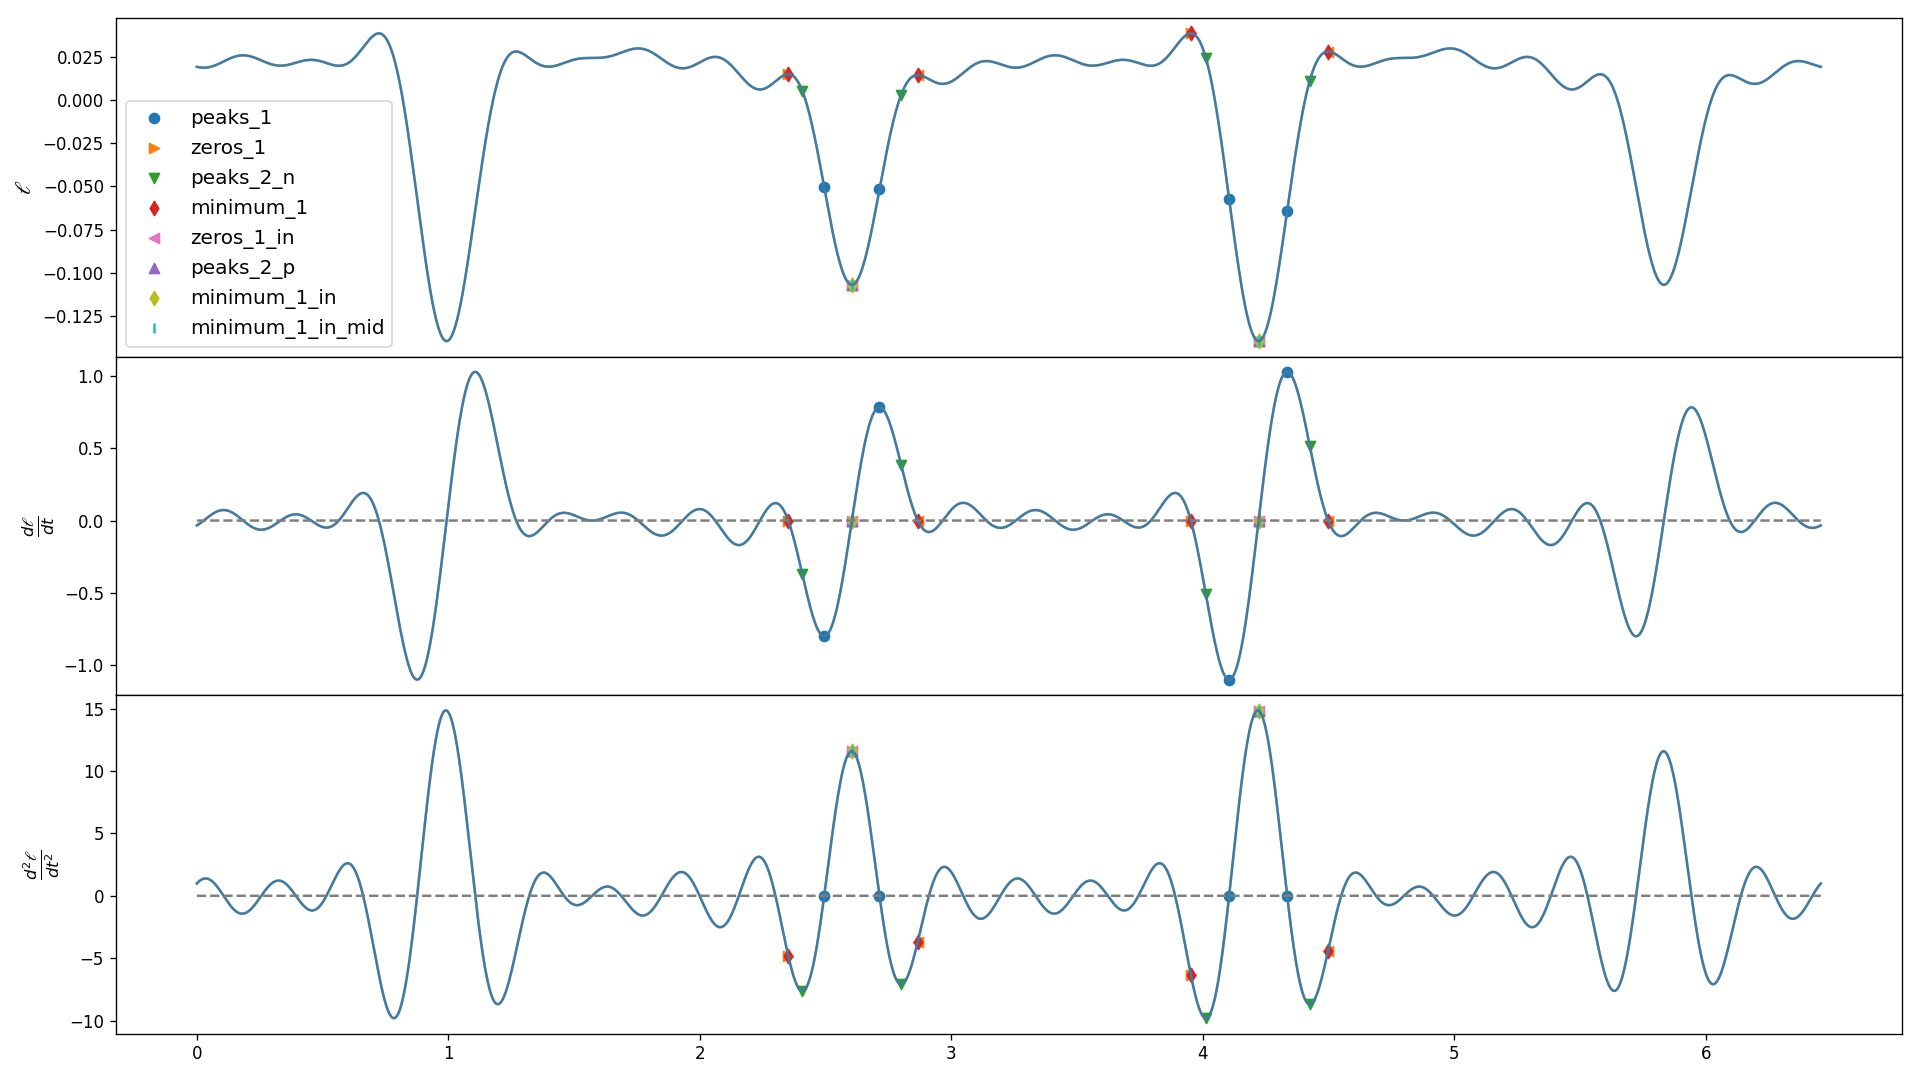 0.025
0.000
−0.025
−0.050
−0.075
−0.100
−0.125
ℓ
peaks_1
zeros_1
peaks_2_n
minimum_1
zeros_1_in
peaks_2_p
minimum_1_in
minimum_1_in_mid
1.0
0.5
0.0
−0.5
−1.0
dℓ
dt
15
10
5
0
−5
−10
d²ℓ
dt²
0 1 2 3 4 5 6